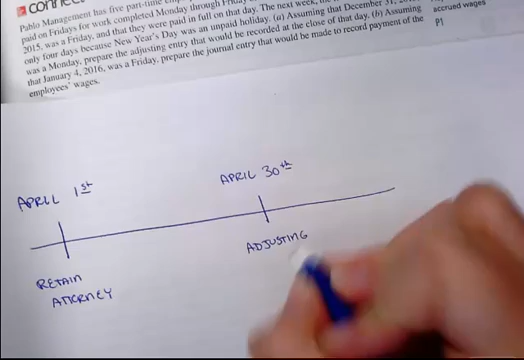 connect
Pablo Management has five part-time
paid on Fridays for work completed Monday through
2015, was a Friday, and that they were paid in full on that day. The next week, the
only four days because New Year's Day was an unpaid holiday. (a) Assuming that December 31,
was a Monday, prepare the adjusting entry that would be recorded at the close of that day. (b) Assuming
that January 4, 2016, was a Friday, prepare the journal entry that would be made to record payment of the
employees' wages.
accrued wages
P1
APRIL 1st
APRIL 30th
RETAIN
ATTORNEY
ADJUSTING